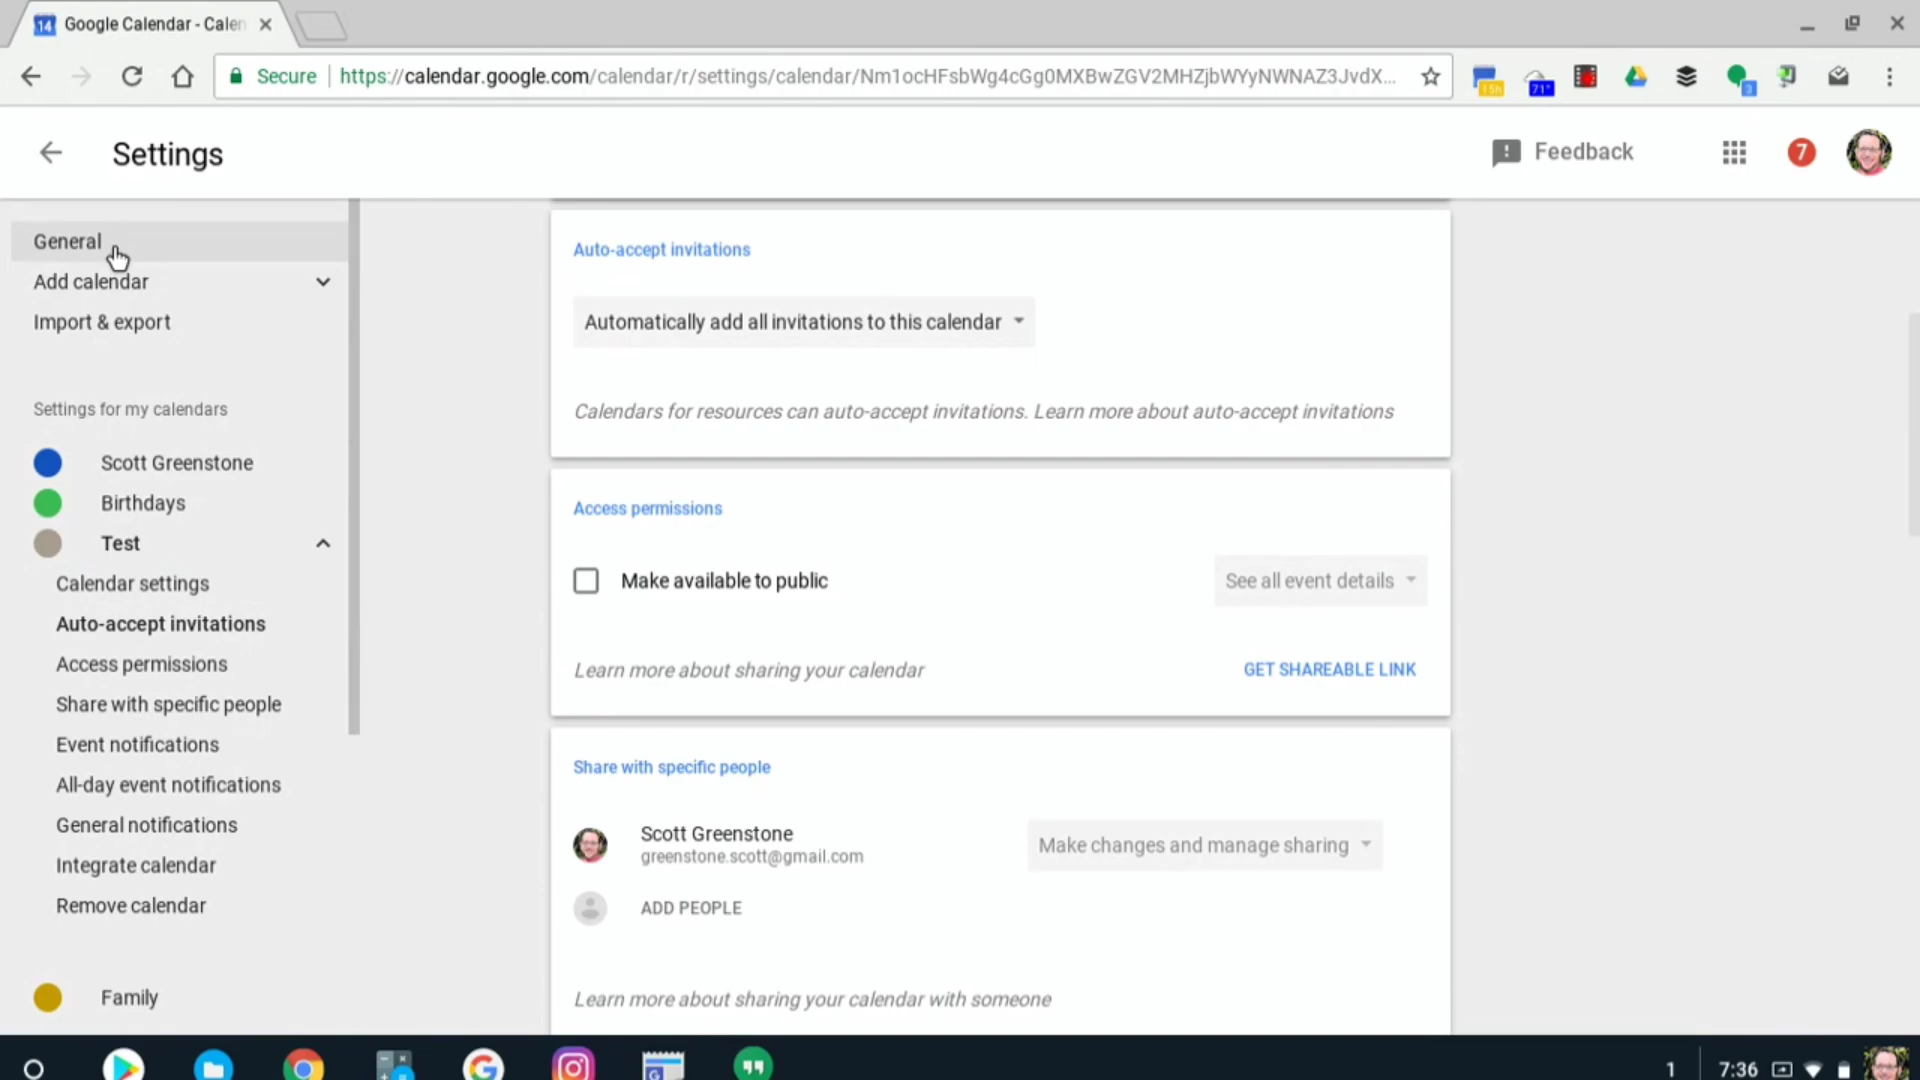 14 Google Calendar - Calen
Secure https://calendar.google.com/calendar/r/settings/calendar/Nm1ocHFsbWg4cGg0MXBwZGV2MHZjbWYyNWNAZ3JvdX...
15h
71°
3
Settings
Feedback
7
General
Add calendar
Import & export
Settings for my calendars
Scott Greenstone
Birthdays
Test
Calendar settings
Auto-accept invitations
Access permissions
Share with specific people
Event notifications
All-day event notifications
General notifications
Integrate calendar
Remove calendar
Family
Auto-accept invitations
Automatically add all invitations to this calendar
Calendars for resources can auto-accept invitations. Learn more about auto-accept invitations
Access permissions
Make available to public
See all event details
Learn more about sharing your calendar
GET SHAREABLE LINK
Share with specific people
Scott Greenstone
greenstone.scott@gmail.com
Make changes and manage sharing
ADD PEOPLE
Learn more about sharing your calendar with someone
1
7:36